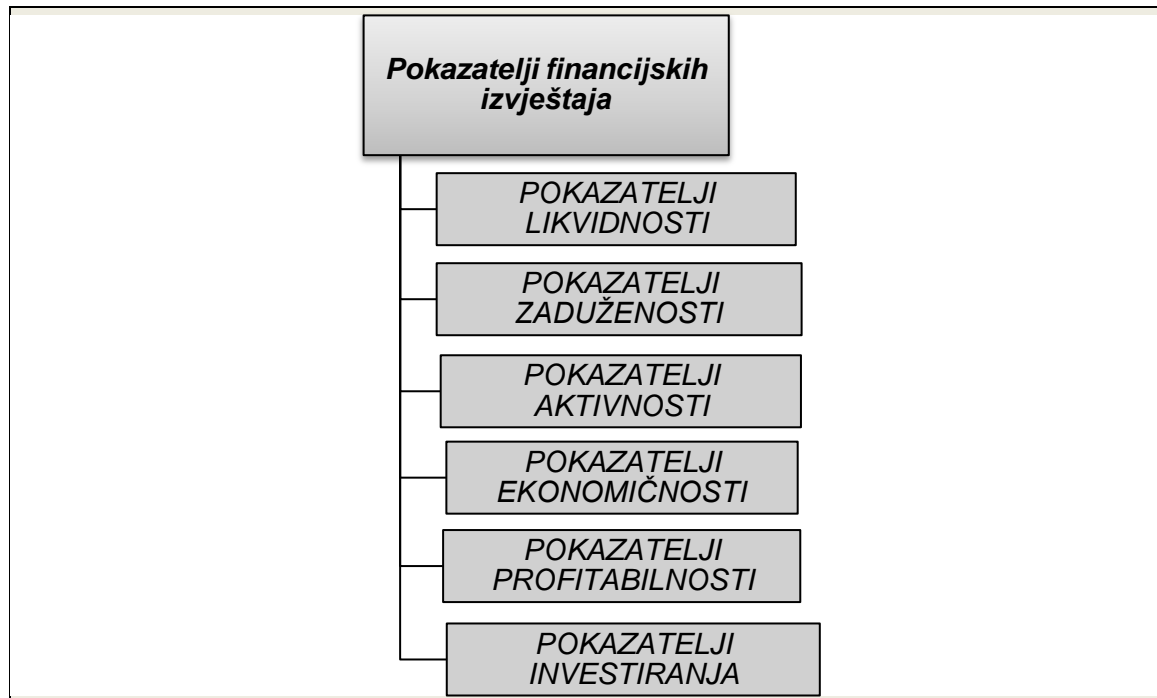 Pokazatelji financijskih
izvještaja
POKAZATELJI
LIKVIDNOSTI
POKAZATELJI
ZADUŽENOSTI
POKAZATELJI
AKTIVNOSTI
POKAZATELJI
EKONOMIČNOSTI
POKAZATELJI
PROFITABILNOSTI
POKAZATELJI
INVESTIRANJA